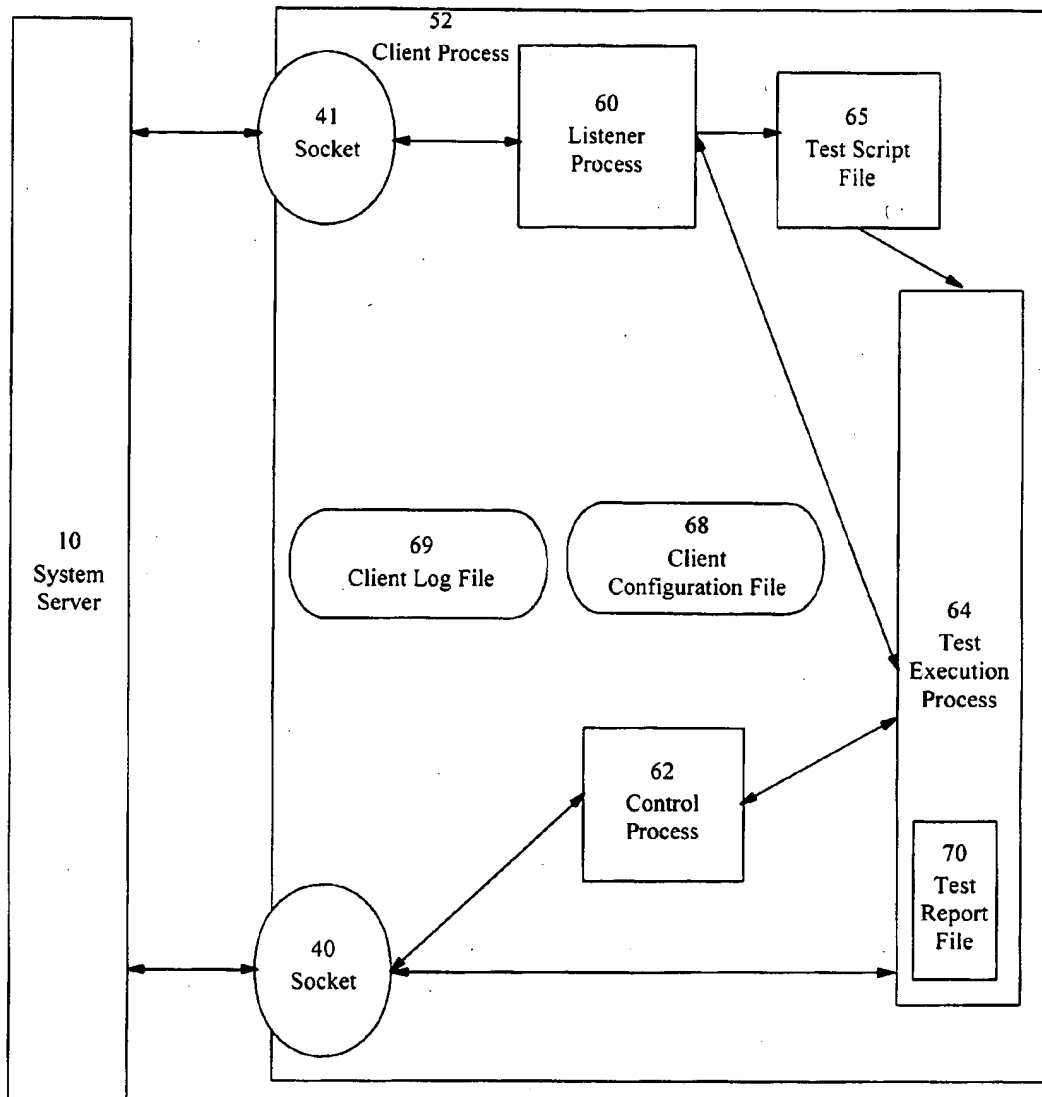 52
Client Process
41
Socket
60
Listener
Process
65
Test Script
File
10
System
Server
69
Client Log File
68
Client
Configuration File
64
Test
Execution
Process
62
Control
Process
70
Test
Report
File
40
Socket